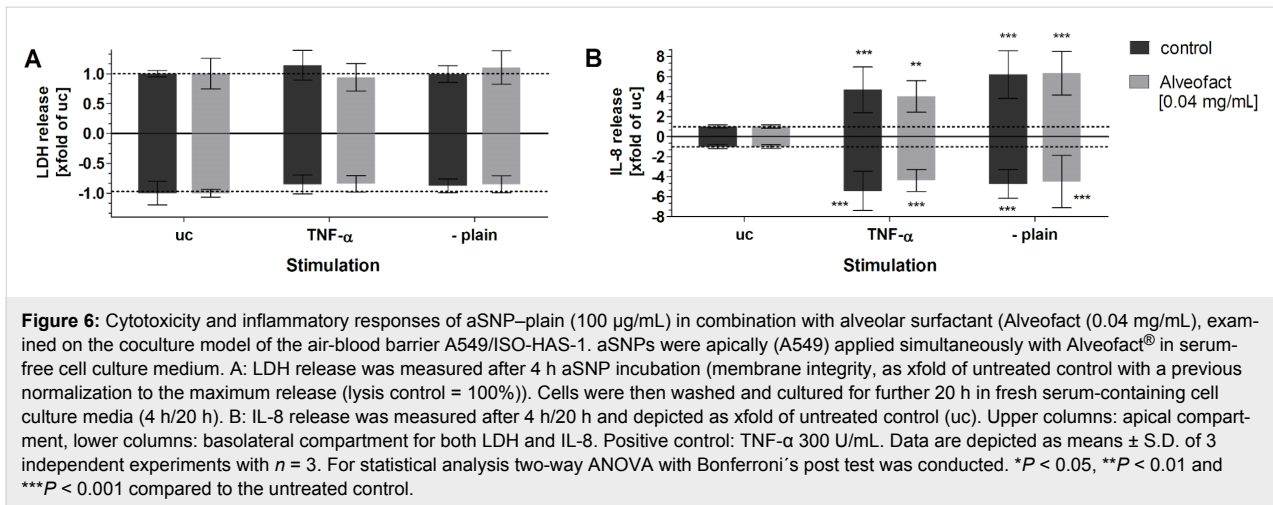 A
LDH release
[xfold of uc]
1.0
0.5
0.0
-0.5
-1.0
uc
TNF-α
- plain
Stimulation
B
IL-8 release
[xfold of uc]
8
6
4
2
0
2
4
6
-8
***
**
***
***
***
***
***
***
uc
TNF-α
- plain
Stimulation
control
Alveofact
[0.04 mg/mL]
Figure 6: Cytotoxicity and inflammatory responses of aSNP–plain (100 μg/mL) in combination with alveolar surfactant (Alveofact (0.04 mg/mL), exam-
ined on the coculture model of the air-blood barrier A549/ISO-HAS-1. aSNPs were apically (A549) applied simultaneously with Alveofact® in serum-
free cell culture medium. A: LDH release was measured after 4 h aSNP incubation (membrane integrity, as xfold of untreated control with a previous
normalization to the maximum release (lysis control = 100%)). Cells were then washed and cultured for further 20 h in fresh serum-containing cell
culture media (4 h/20 h). B: IL-8 release was measured after 4 h/20 h and depicted as xfold of untreated control (uc). Upper columns: apical compart-
ment, lower columns: basolateral compartment for both LDH and IL-8. Positive control: TNF-α 300 U/mL. Data are depicted as means ± S.D. of 3
independent experiments with n = 3. For statistical analysis two-way ANOVA with Bonferroni´s post test was conducted. *P < 0.05, **P < 0.01 and
***P < 0.001 compared to the untreated control.